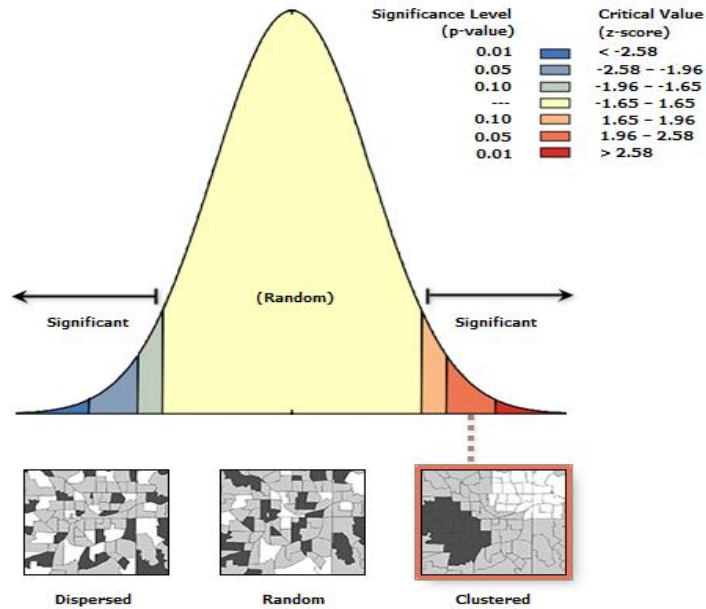 Significance Level
(p-value)
Critical Value
(z-score)
0.01 < -2.58
0.05 -2.58 – -1.96
0.10 -1.96 – -1.65
--- -1.65 – 1.65
0.10 1.65 – 1.96
0.05 1.96 – 2.58
0.01 > 2.58
Significant
(Random)
Significant
Dispersed
Random
Clustered